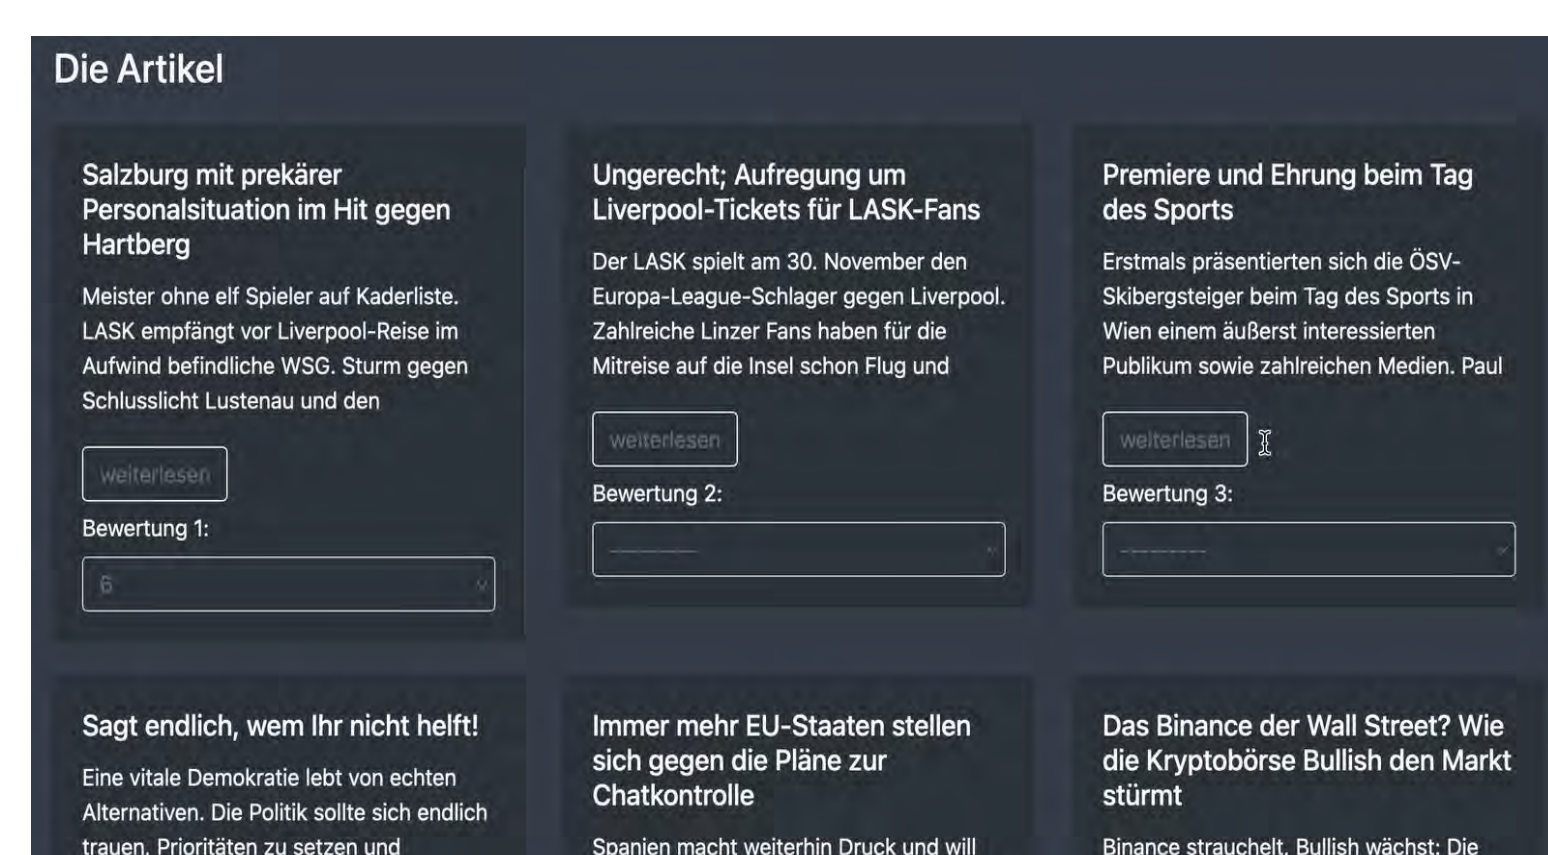 Die Artikel
Salzburg mit prekärer
Personalsituation im Hit gegen
Hartberg
Meister ohne elf Spieler auf Kaderliste.
LASK empfängt vor Liverpool-Reise im
Aufwind befindliche WSG. Sturm gegen
Schlusslicht Lustenau und den
weiterlesen
Bewertung 1:
6
Ungerecht; Aufregung um
Liverpool-Tickets für LASK-Fans
Der LASK spielt am 30. November den
Europa-League-Schlager gegen Liverpool.
Zahlreiche Linzer Fans haben für die
Mitreise auf die Insel schon Flug und
weiterlesen
Bewertung 2:
---------
Premiere und Ehrung beim Tag
des Sports
Erstmals präsentierten sich die ÖSV-
Skibergsteiger beim Tag des Sports in
Wien einem äußerst interessierten
Publikum sowie zahlreichen Medien. Paul
weiterlesen
Bewertung 3:
---------
Sagt endlich, wem Ihr nicht helft!
Eine vitale Demokratie lebt von echten
Alternativen. Die Politik sollte sich endlich
trauen, Prioritäten zu setzen und
Immer mehr EU-Staaten stellen
sich gegen die Pläne zur
Chatkontrolle
Spanien macht weiterhin Druck und will
Das Binance der Wall Street? Wie
die Kryptobörse Bullish den Markt
stürmt
Binance strauchelt, Bullish wächst: Die